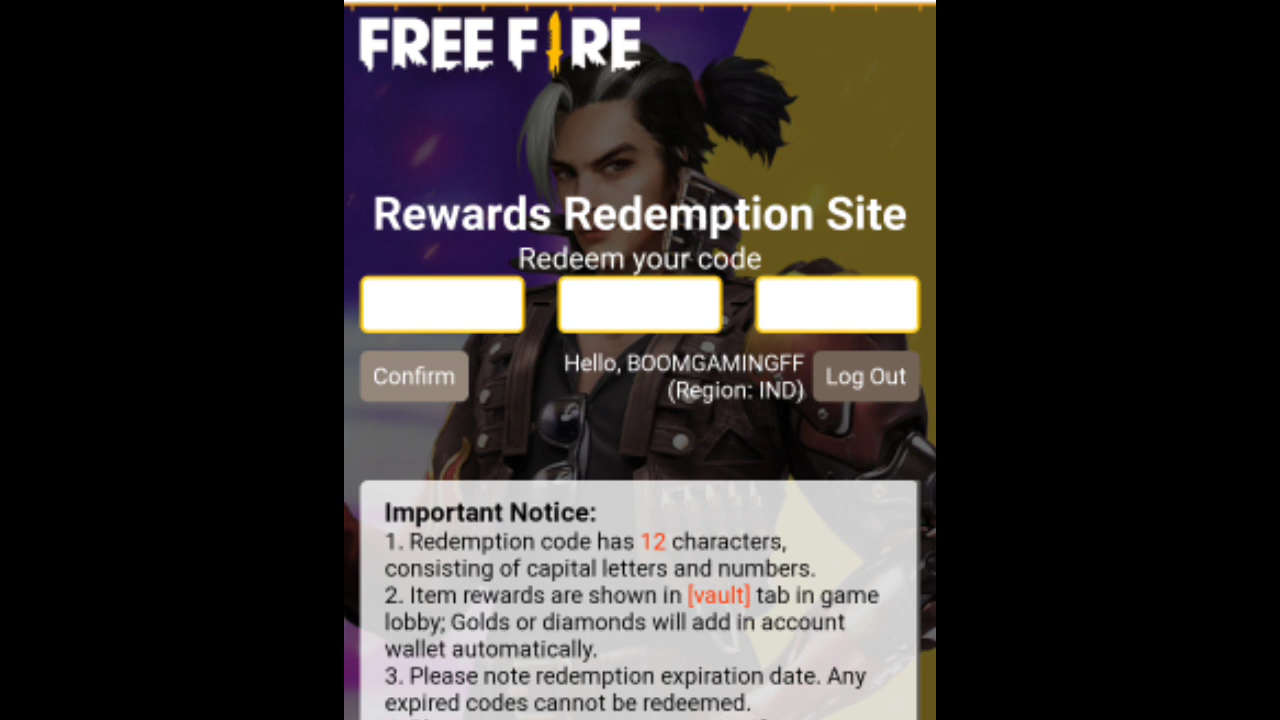 FREE FIRE
Rewards Redemption Site
Redeem your code
Confirm
Hello, BOOMGAMINGFF
(Region: IND)
Log Out
Important Notice:
1. Redemption code has 12 characters,
consisting of capital letters and numbers.
2. Item rewards are shown in [vault] tab in game
lobby; Golds or diamonds will add in account
wallet automatically.
3. Please note redemption expiration date. Any
expired codes cannot be redeemed.